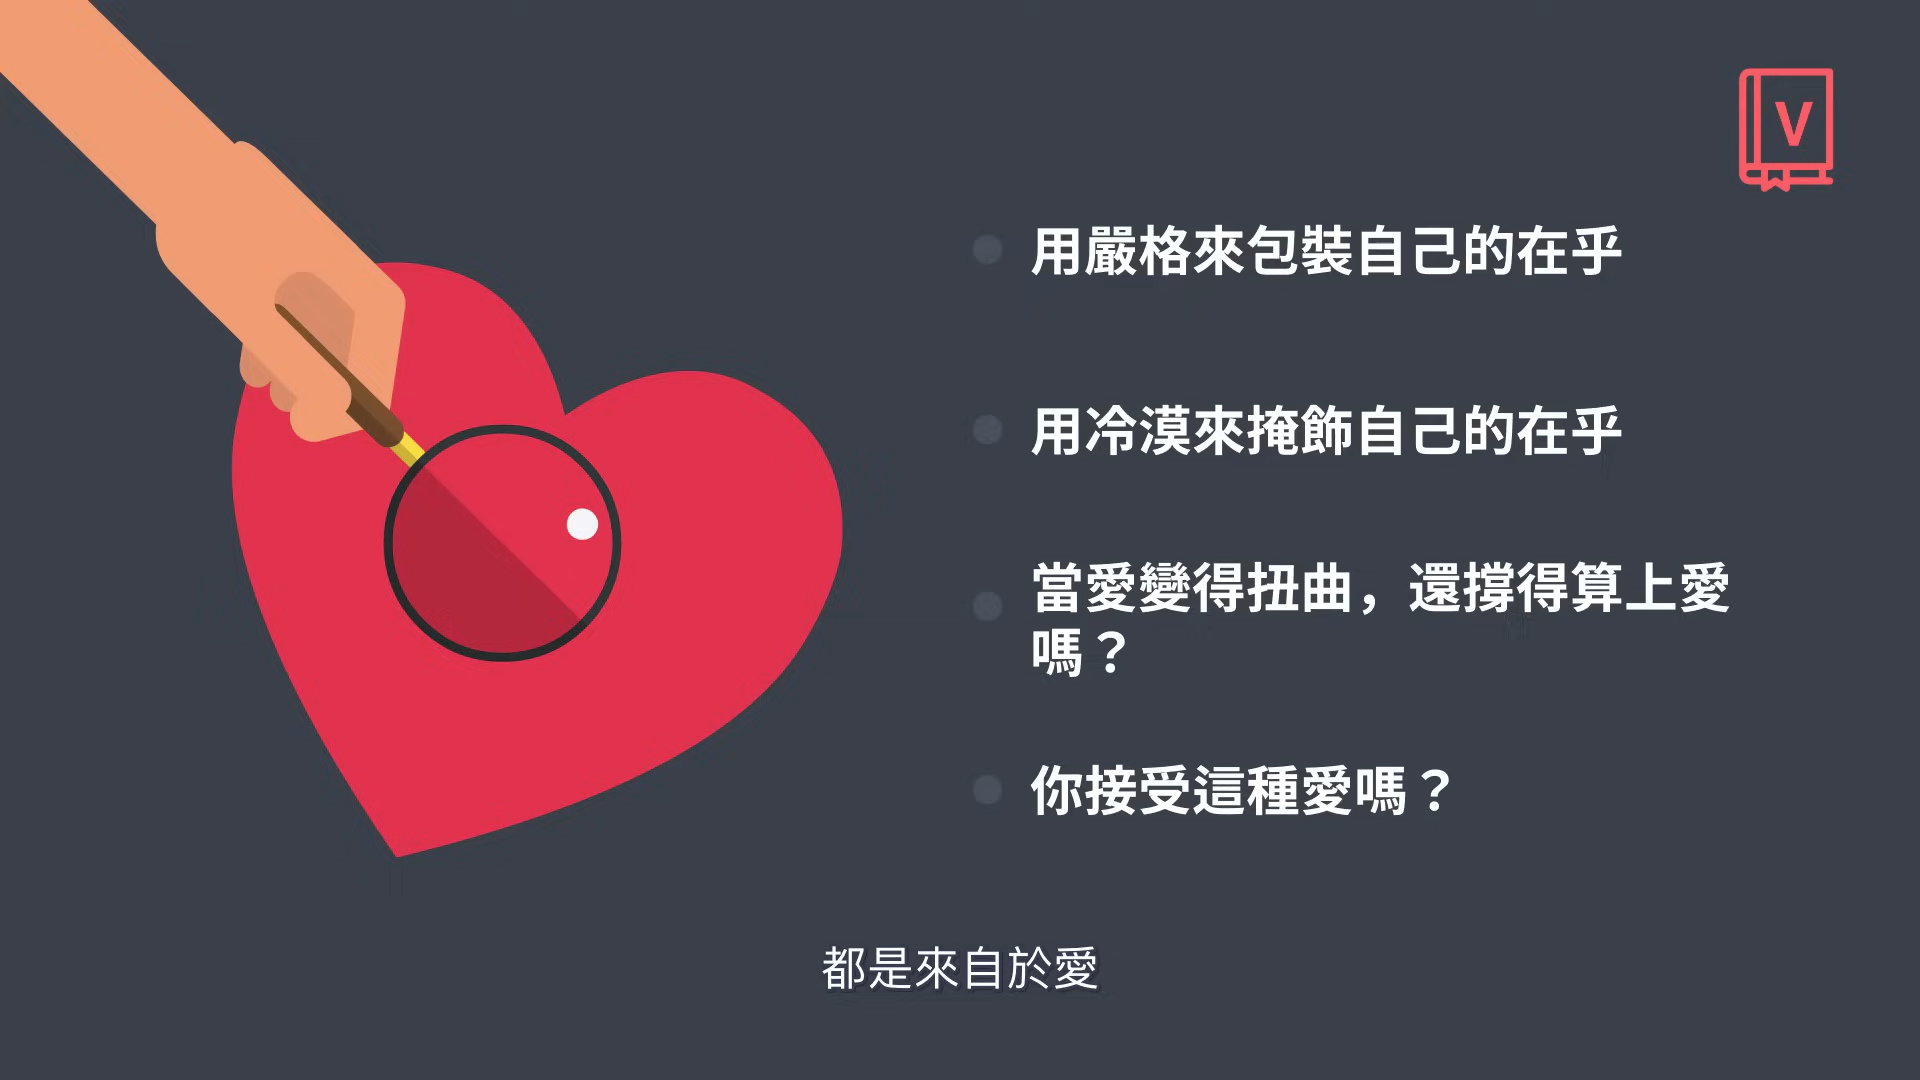 V
用嚴格來包裝自己的在乎
用冷漠來掩飾自己的在乎
當愛變得扭曲，還撐得算上愛
嗎？
你接受這種愛嗎？
都是來自於愛